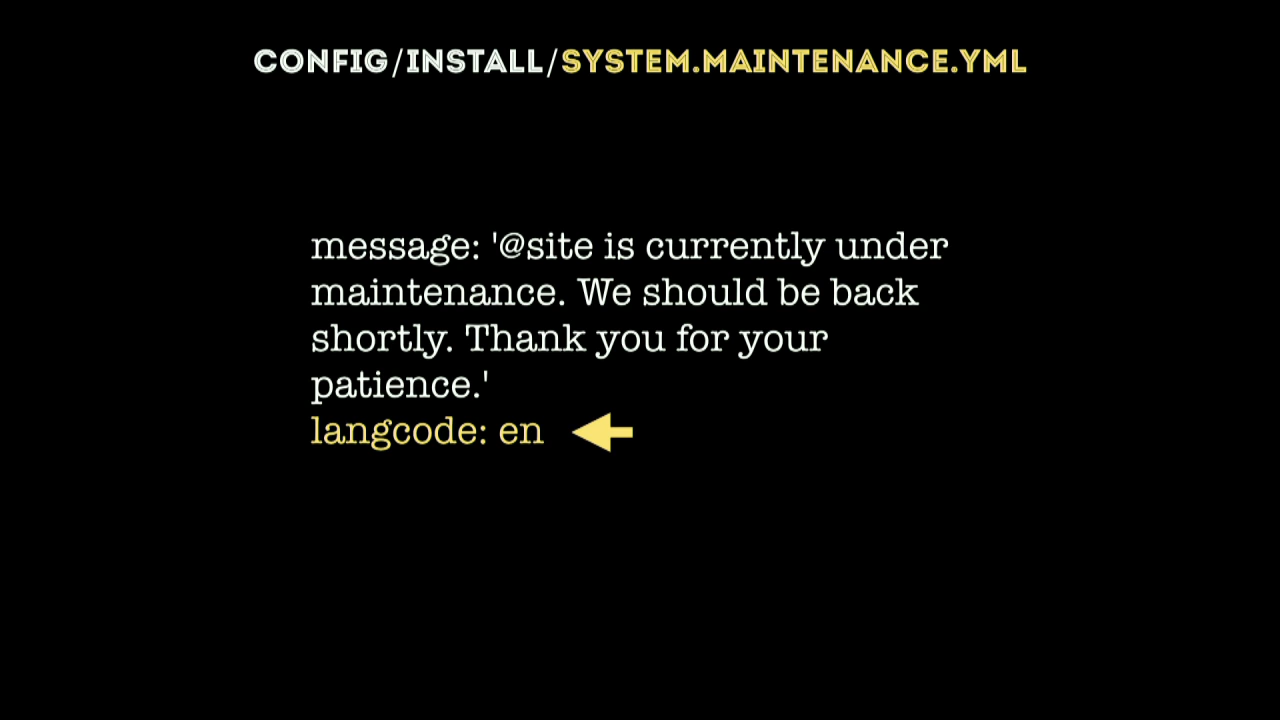 CONFIG/INSTALL/SYSTEM.MAINTENANCE.YML
message: '@site is currently under
maintenance. We should be back
shortly. Thank you for your
patience.'
langcode: en